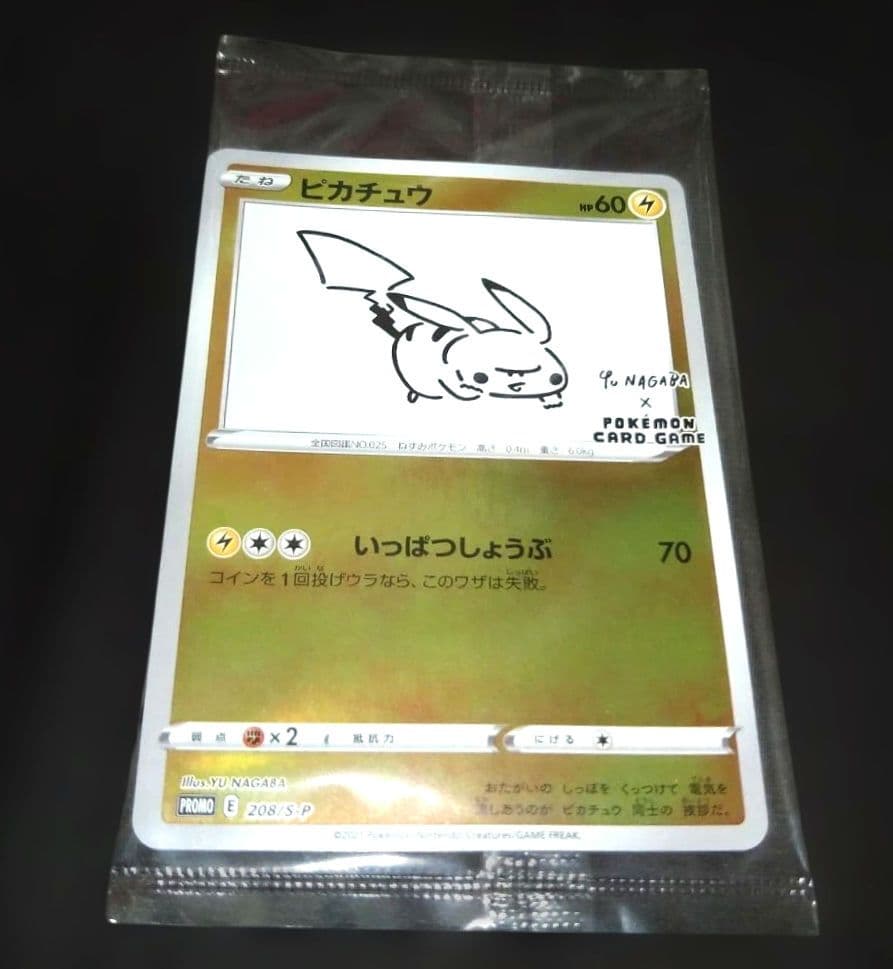 たね ピカチュウ HP60
Yu NAGABA
×
POKÉMON
CARD GAME
全国図鑑NO.025 ねずみポケモン 高さ 0.4m 重さ 6.0kg
いっぱつしょうぶ 70
コインを1回投げウラなら、このワザは失敗。
弱点 ×2 抵抗力 にげる
Illus. YU NAGABA
PROMO E 208/S-P
おたがいの しっぽを くっつけて 電気を
流しあうのが ピカチュウ 同士の 挨拶だ。
©2021 Pokémon/Nintendo/Creatures/GAME FREAK.